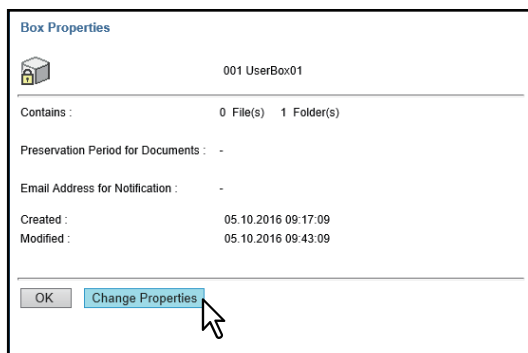 Box Properties
001 UserBox01
Contains : 0 File(s) 1 Folder(s)
Preservation Period for Documents : -
Email Address for Notification : -
Created : 05.10.2016 09:17:09
Modified : 05.10.2016 09:43:09
OK Change Properties